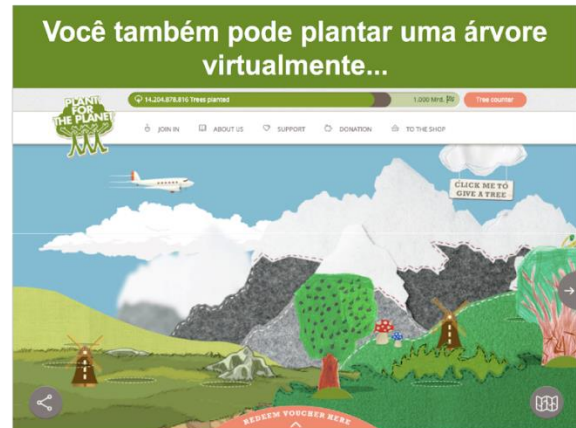 Você também pode plantar uma árvore
virtualmente...
PLANT
FOR
THE PLANET
14,204,878,816 Trees planted
1.000 Mrd.
Tree counter
JOIN IN
ABOUT US
SUPPORT
DONATION
TO THE SHOP
CLICK ME TO
GIVE A TREE
REDEEM VOUCHER HERE